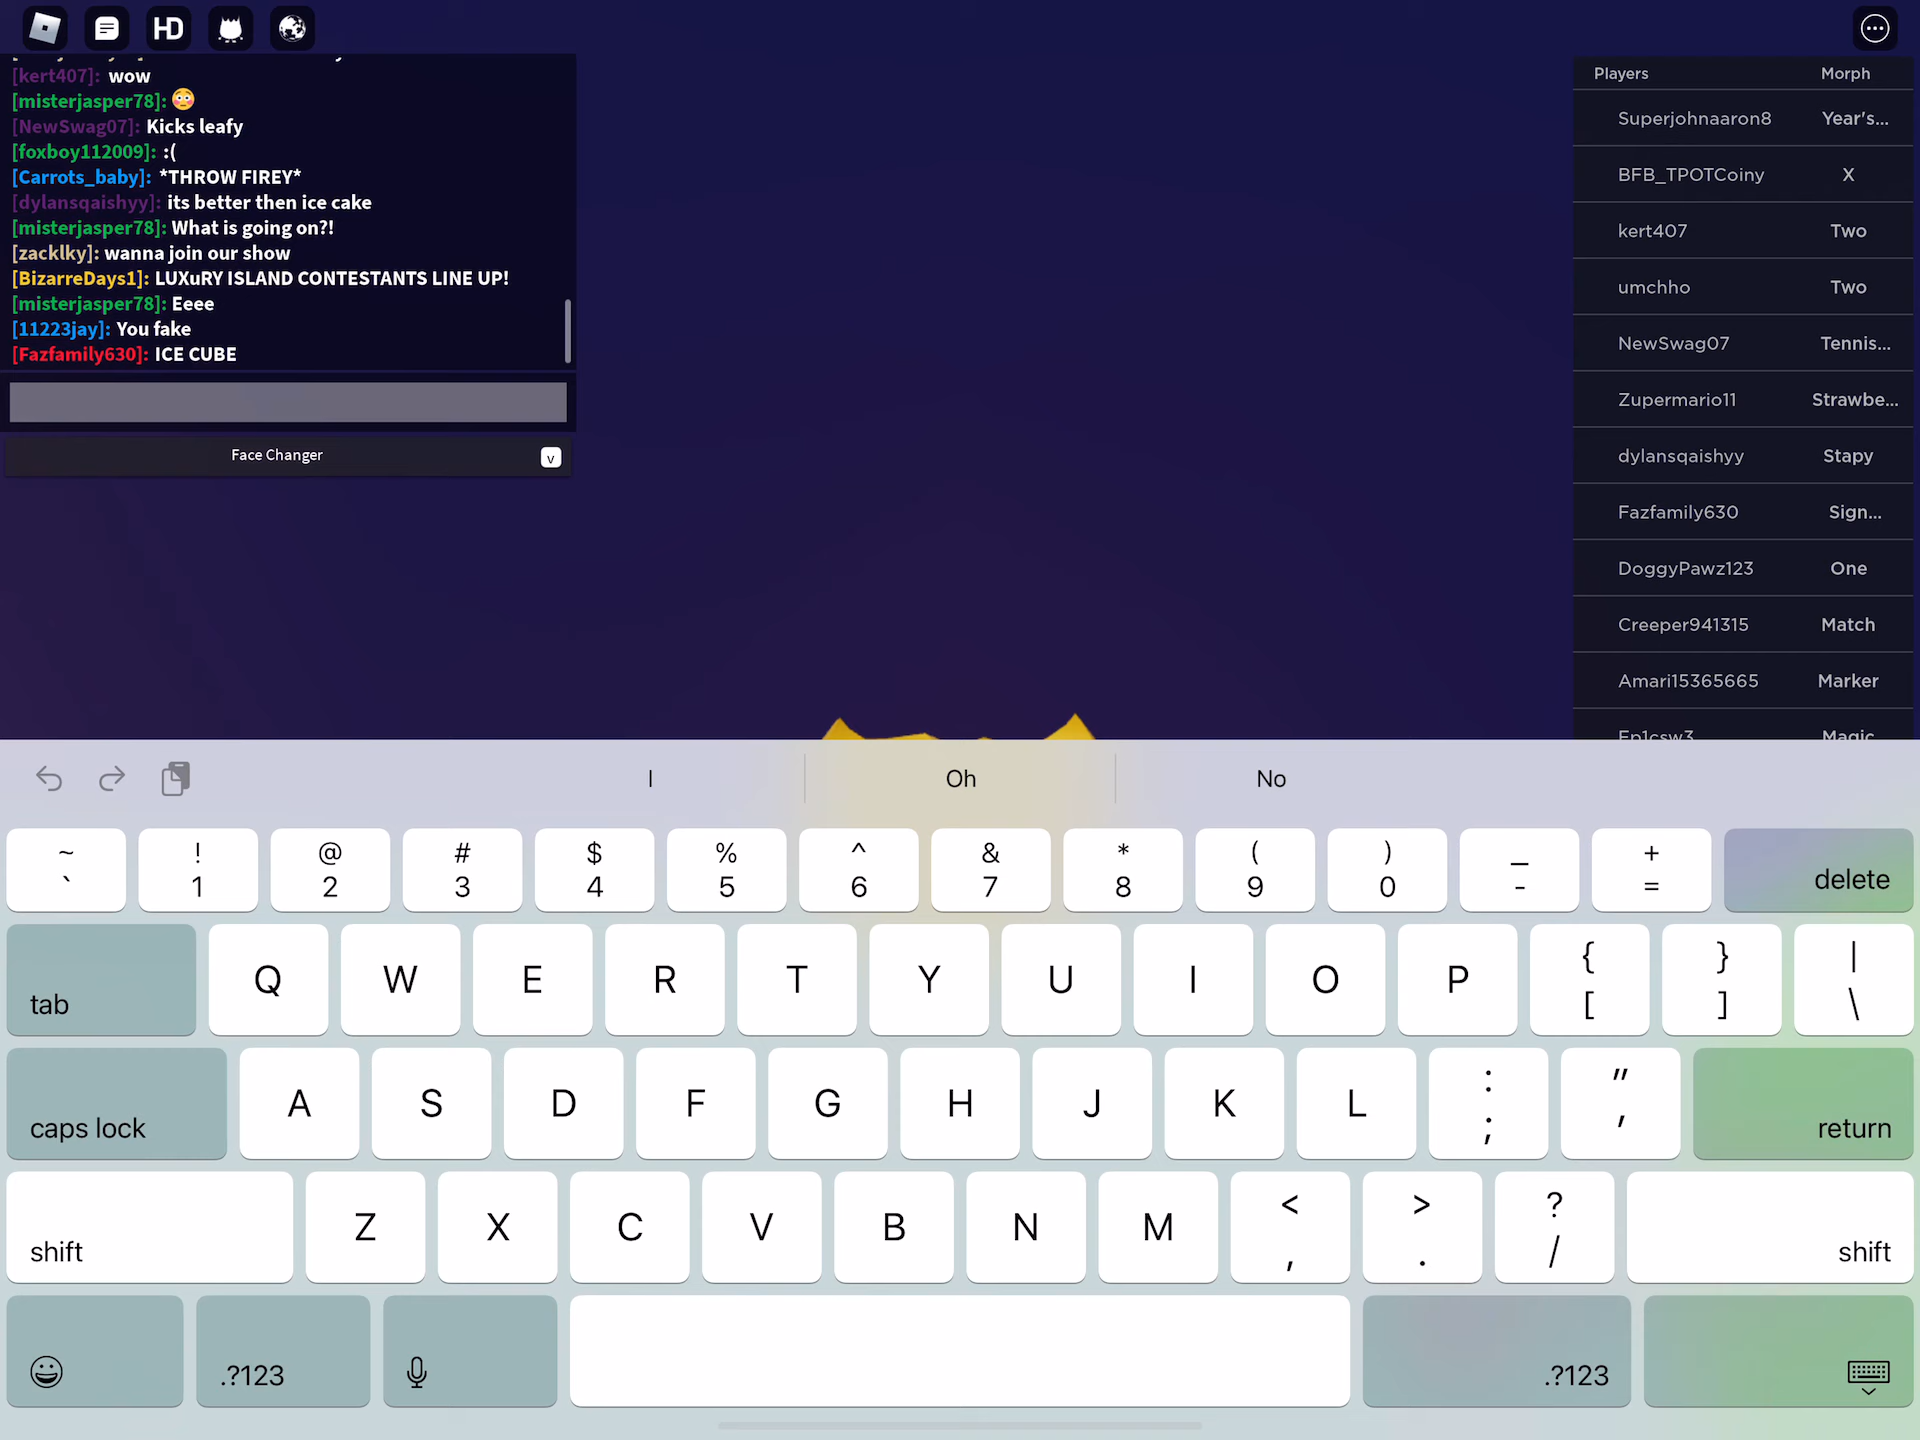 HD
[kert407]: wow
[misterjasper78]: 😳
[NewSwag07]: Kicks leafy
[foxboy112009]: :(
[Carrots_baby]: *THROW FIREY*
[dylansqaishyy]: its better then ice cake
[misterjasper78]: What is going on?!
[zacklky]: wanna join our show
[BizarreDays1]: LUXuRY ISLAND CONTESTANTS LINE UP!
[misterjasper78]: Eeee
[11223jay]: You fake
[Fazfamily630]: ICE CUBE
Face Changer v
Players Morph
Superjohnaaron8 Year's...
BFB_TPOTCoiny X
kert407 Two
umchho Two
NewSwag07 Tennis...
Zupermario11 Strawbe...
dylansqaishyy Stapy
Fazfamily630 Sign...
DoggyPawz123 One
Creeper941315 Match
Amari15365665 Marker
Ep1csw3 Magic
I Oh No
~ ! @ # $ % ^ & * ( ) _ +
` 1 2 3 4 5 6 7 8 9 0 - = delete
tab Q W E R T Y U I O P { } |
[ ] \
caps lock A S D F G H J K L : "
; ' return
shift Z X C V B N M < > ?
, . / shift
.?123 .?123